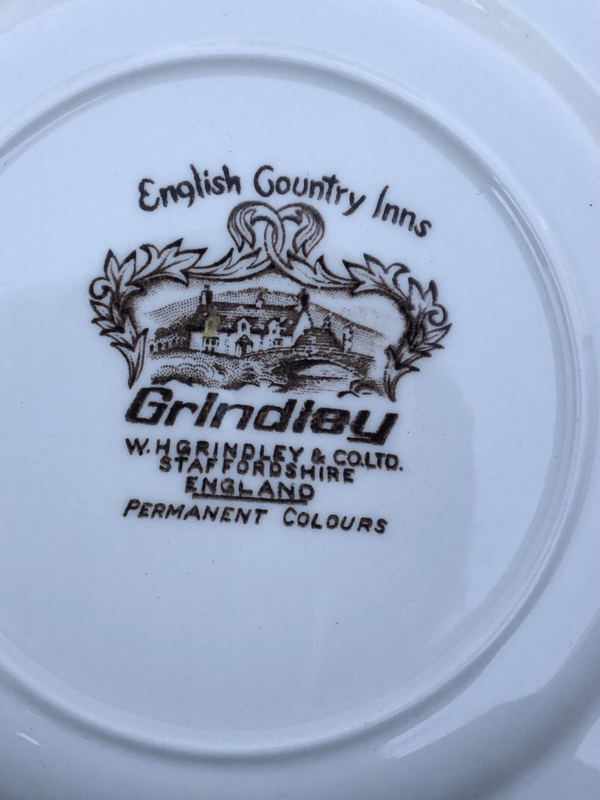 English Country Inns
Grindley
W.H GRINDLEY & CO.LTD.
STAFFORDSHIRE
ENGLAND
PERMANENT COLOURS